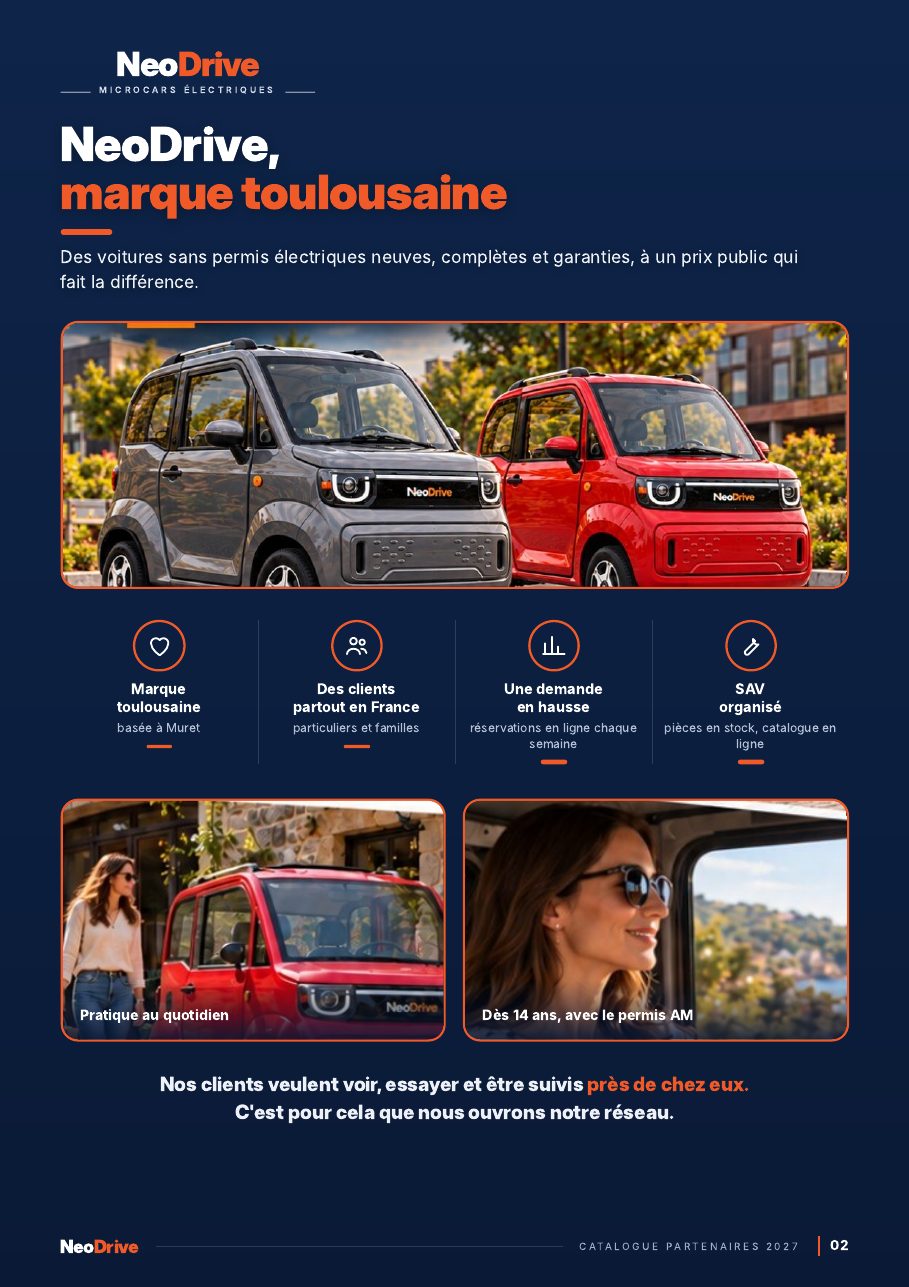 NeoDrive
MICROCARS ÉLECTRIQUES
NeoDrive,
marque toulousaine
Des voitures sans permis électriques neuves, complètes et garanties, à un prix public qui
fait la différence.
NeoDrive
NeoDrive
Marque
toulousaine
basée à Muret
Des clients
partout en France
particuliers et familles
Une demande
en hausse
réservations en ligne chaque
semaine
SAV
organisé
pièces en stock, catalogue en
ligne
NeoDrive
Pratique au quotidien
Dès 14 ans, avec le permis AM
Nos clients veulent voir, essayer et être suivis près de chez eux.
C'est pour cela que nous ouvrons notre réseau.
NeoDrive
CATALOGUE PARTENAIRES 2027
02